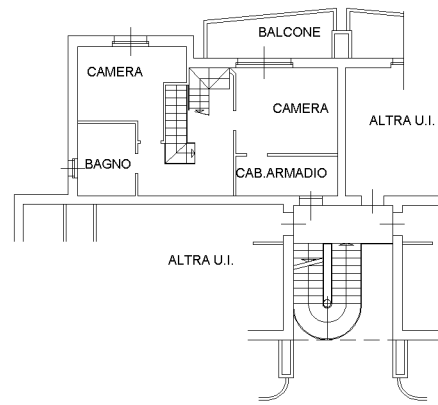 BALCONE
CAMERA
CAMERA
ALTRA U.I.
BAGNO
CAB.ARMADIO
ALTRA U.I.